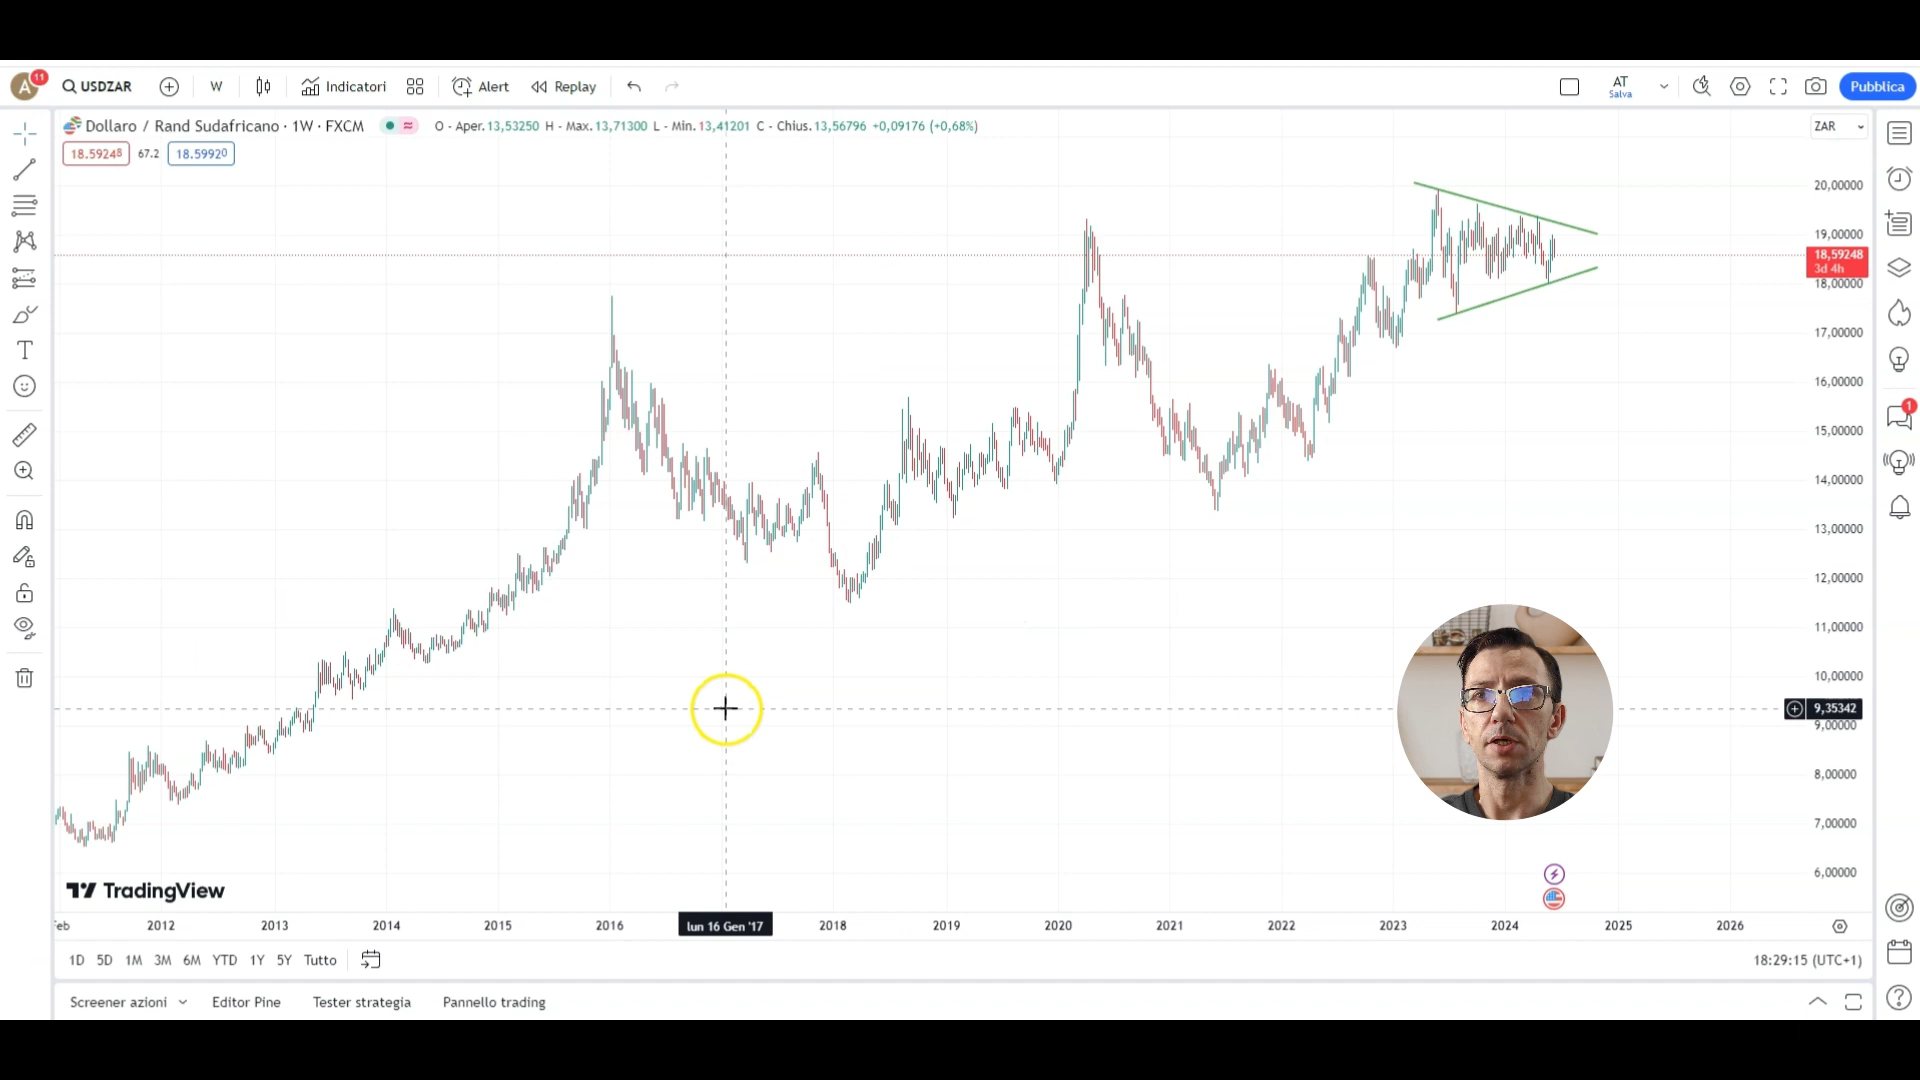 A 11 USDZAR W Indicatori Alert Replay AT Salva Pubblica
Dollaro / Rand Sudafricano · 1W · FXCM O - Aper.13,53250 H - Max.13,71300 L - Min.13,41201 C - Chius.13,56796 +0,09176 (+0,68%) ZAR
18.59248 67.2 18.59920
20,00000
19,00000
18,59248
3d 4h
18,00000
17,00000
16,00000
15,00000
14,00000
13,00000
12,00000
11,00000
10,00000
9,35342
9,00000
8,00000
7,00000
6,00000
1
TradingView
Feb 2012 2013 2014 2015 2016 lun 16 Gen '17 2018 2019 2020 2021 2022 2023 2024 2025 2026
1D 5D 1M 3M 6M YTD 1Y 5Y Tutto 18:29:15 (UTC+1)
Screener azioni Editor Pine Tester strategia Pannello trading